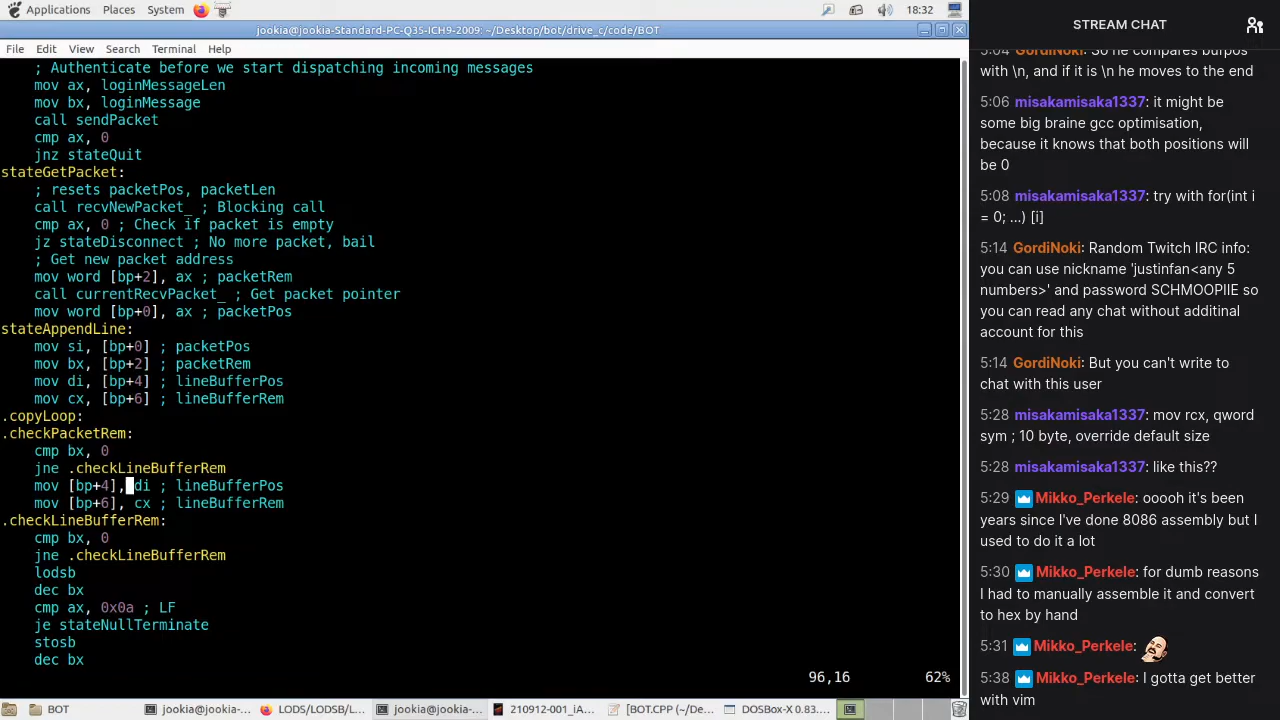 Applications Places System 18:32
jookia@jookia-Standard-PC-Q35-ICH9-2009: ~/Desktop/bot/drive_c/code/BOT
File Edit View Search Terminal Help
; Authenticate before we start dispatching incoming messages
mov ax, loginMessageLen
mov bx, loginMessage
call sendPacket
cmp ax, 0
jnz stateQuit
stateGetPacket:
; resets packetPos, packetLen
call recvNewPacket_ ; Blocking call
cmp ax, 0 ; Check if packet is empty
jz stateDisconnect ; No more packet, bail
; Get new packet address
mov word [bp+2], ax ; packetRem
call currentRecvPacket_ ; Get packet pointer
mov word [bp+0], ax ; packetPos
stateAppendLine:
mov si, [bp+0] ; packetPos
mov bx, [bp+2] ; packetRem
mov di, [bp+4] ; lineBufferPos
mov cx, [bp+6] ; lineBufferRem
.copyLoop:
.checkPacketRem:
cmp bx, 0
jne .checkLineBufferRem
mov [bp+4], di ; lineBufferPos
mov [bp+6], cx ; lineBufferRem
.checkLineBufferRem:
cmp bx, 0
jne .checkLineBufferRem
lodsb
dec bx
cmp ax, 0x0a ; LF
je stateNullTerminate
stosb
dec bx
96,16 62%
BOT jookia@jookia-... LODS/LODSB/L... jookia@jookia-... 210912-001_iA... [BOT.CPP (~/De... DOSBox-X 0.83....
STREAM CHAT
5:04 GordiNoki: So he compares bufpos
with \n, and if it is \n he moves to the end
5:06 misakamisaka1337: it might be
some big braine gcc optimisation,
because it knows that both positions will
be 0
5:08 misakamisaka1337: try with for(int i
= 0; ...) [i]
5:14 GordiNoki: Random Twitch IRC info:
you can use nickname 'justinfan<any 5
numbers>' and password SCHMOOPIIE so
you can read any chat without additinal
account for this
5:14 GordiNoki: But you can't write to
chat with this user
5:28 misakamisaka1337: mov rcx, qword
sym ; 10 byte, override default size
5:28 misakamisaka1337: like this??
5:29 Mikko_Perkele: ooooh it's been
years since I've done 8086 assembly but I
used to do it a lot
5:30 Mikko_Perkele: for dumb reasons
I had to manually assemble it and convert
to hex by hand
5:31 Mikko_Perkele:
5:38 Mikko_Perkele: I gotta get better
with vim